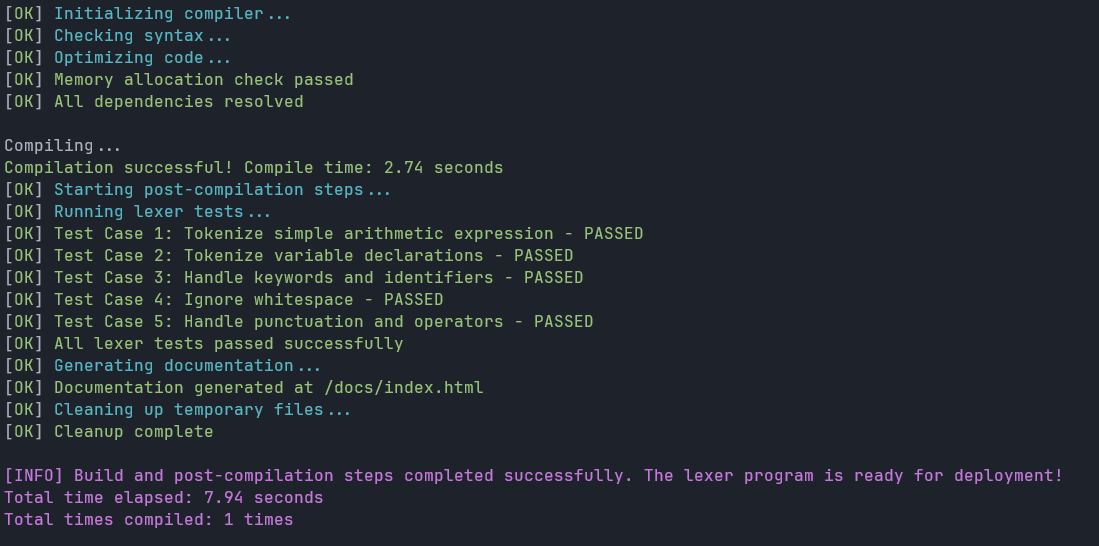 [OK] Initializing compiler...
[OK] Checking syntax...
[OK] Optimizing code...
[OK] Memory allocation check passed
[OK] All dependencies resolved
Compiling...
Compilation successful! Compile time: 2.74 seconds
[OK] Starting post-compilation steps...
[OK] Running lexer tests...
[OK] Test Case 1: Tokenize simple arithmetic expression - PASSED
[OK] Test Case 2: Tokenize variable declarations - PASSED
[OK] Test Case 3: Handle keywords and identifiers - PASSED
[OK] Test Case 4: Ignore whitespace - PASSED
[OK] Test Case 5: Handle punctuation and operators - PASSED
[OK] All lexer tests passed successfully
[OK] Generating documentation...
[OK] Documentation generated at /docs/index.html
[OK] Cleaning up temporary files...
[OK] Cleanup complete
[INFO] Build and post-compilation steps completed successfully. The lexer program is ready for deployment!
Total time elapsed: 7.94 seconds
Total times compiled: 1 times